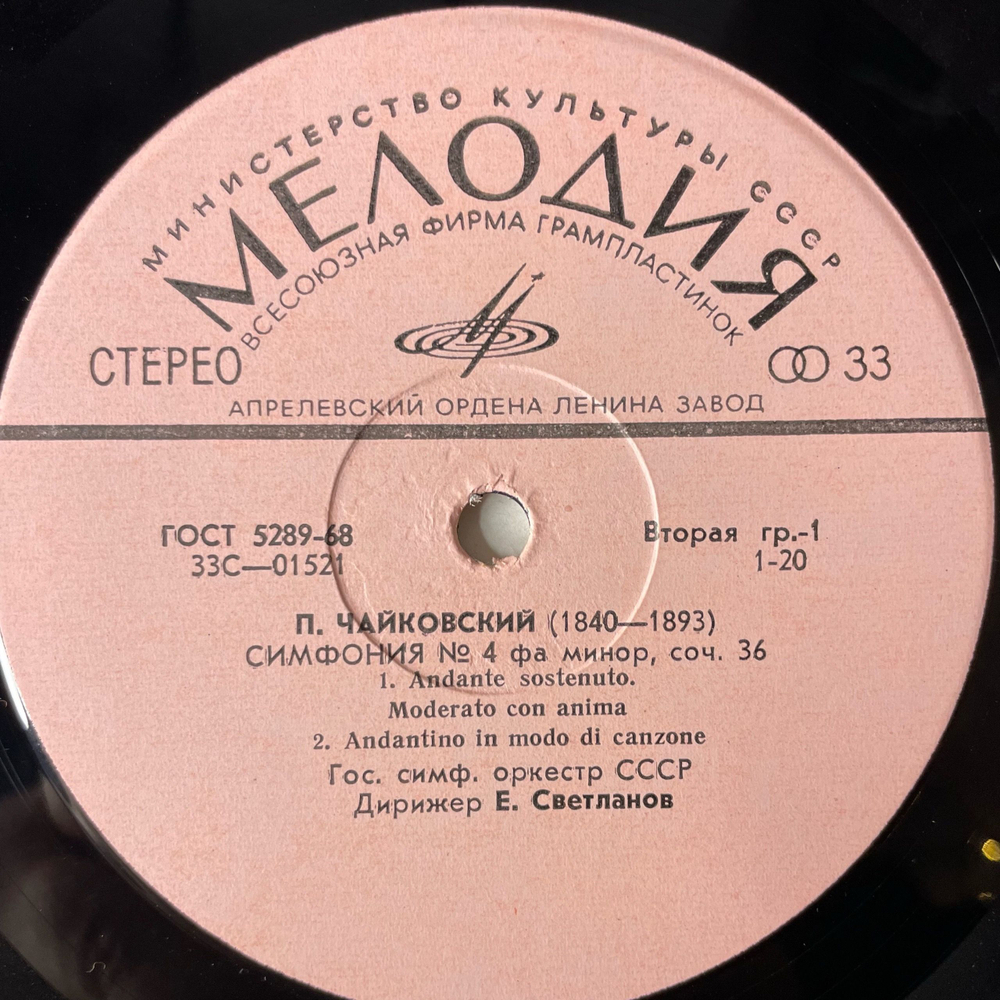 МИНИСТЕРСТВО КУЛЬТУРЫ СССР
МЕЛОДИЯ
ВСЕСОЮЗНАЯ ФИРМА ГРАМПЛАСТИНОК
СТЕРЕО
33
АПРЕЛЕВСКИЙ ОРДЕНА ЛЕНИНА ЗАВОД
ГОСТ 5289-68
Вторая гр.-1
33С—01521
1-20
П. ЧАЙКОВСКИЙ (1840—1893)
СИМФОНИЯ № 4 фа минор, соч. 36
1. Andante sostenuto.
Moderato con anima
2. Andantino in modo di canzone
Гос. симф. оркестр СССР
Дирижер Е. Светланов